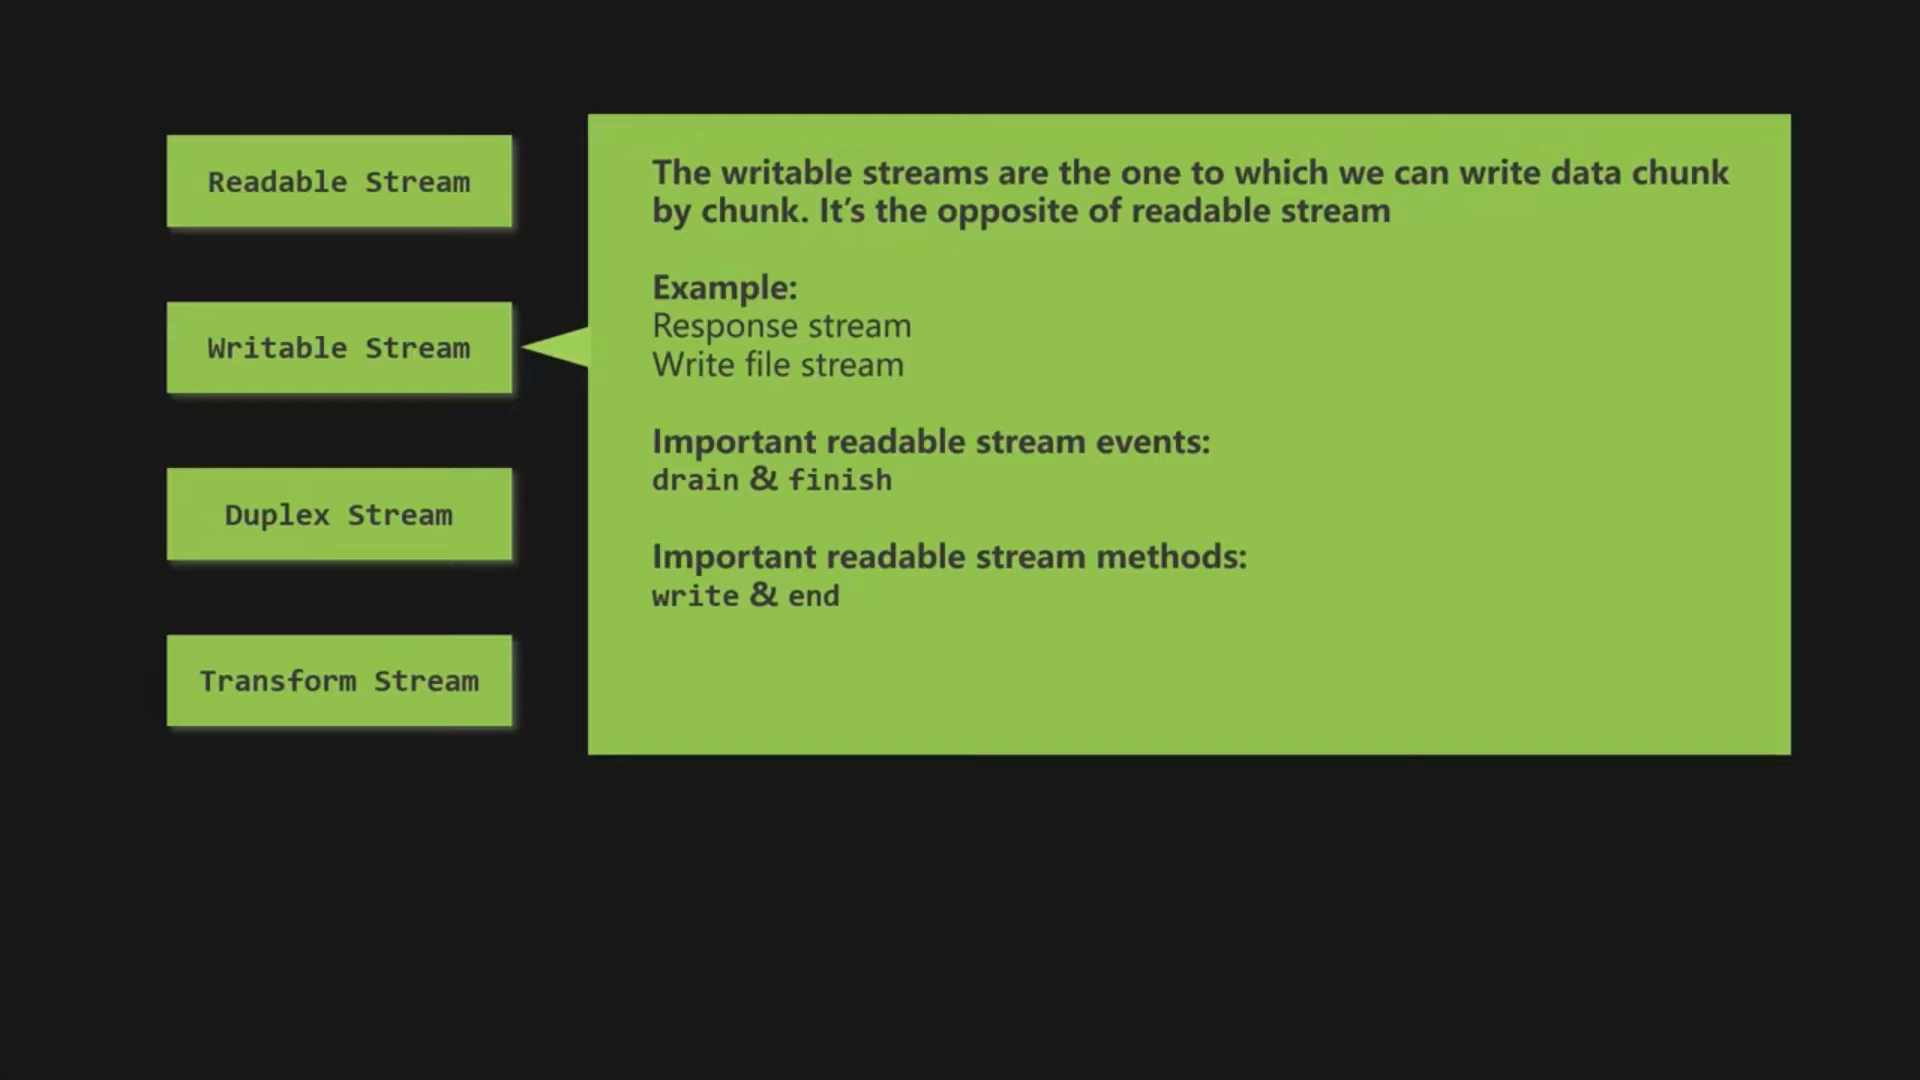 Readable Stream
Writable Stream
Duplex Stream
Transform Stream
The writable streams are the one to which we can write data chunk
by chunk. It’s the opposite of readable stream
Example:
Response stream
Write file stream
Important readable stream events:
drain & finish
Important readable stream methods:
write & end